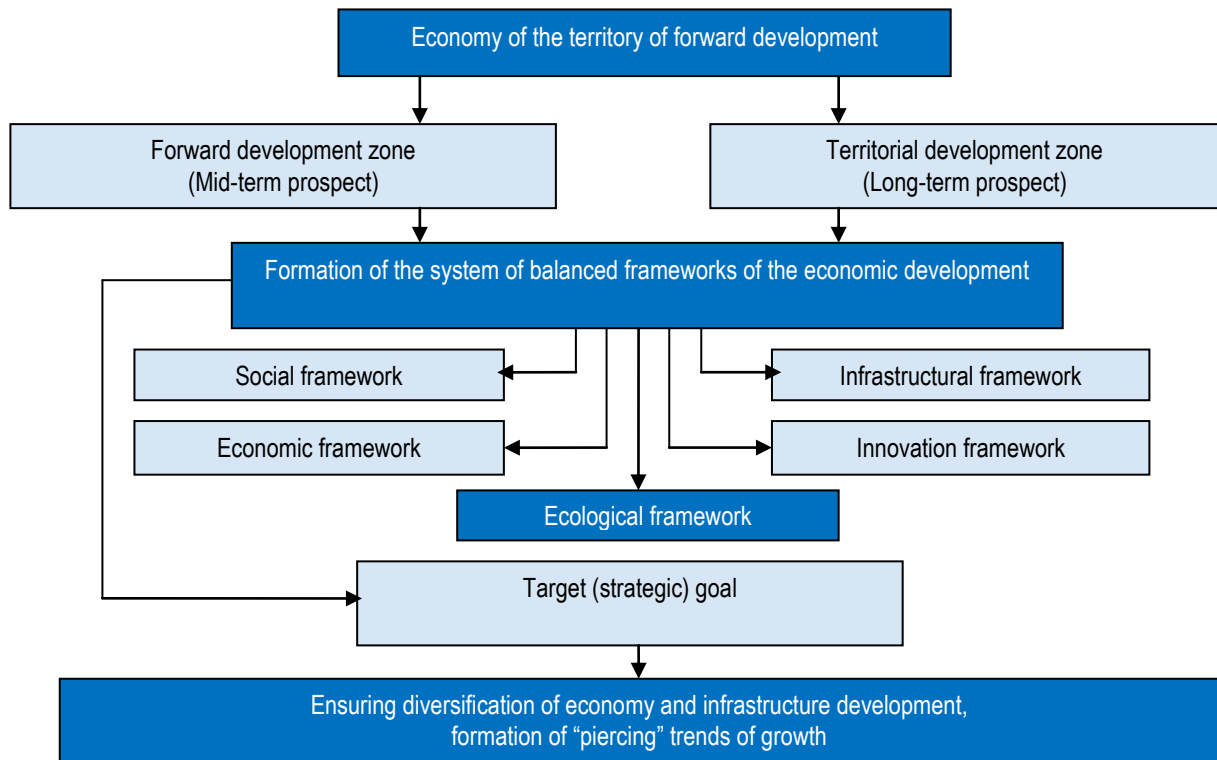 Economy of the territory of forward development
Forward development zone
(Mid-term prospect)
Territorial development zone
(Long-term prospect)
Formation of the system of balanced frameworks of the economic development
Social framework
Infrastructural framework
Economic framework
Innovation framework
Ecological framework
Target (strategic) goal
Ensuring diversification of economy and infrastructure development,
formation of “piercing” trends of growth